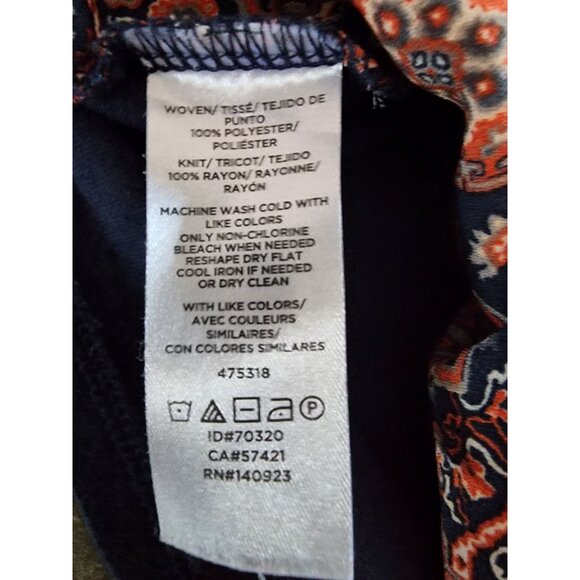 WOVEN/ TISSÉ/ TEJIDO DE
PUNTO
100% POLYESTER/
POLIÉSTER
KNIT/ TRICOT/ TEJIDO
100% RAYON/ RAYONNE/
RAYÓN
MACHINE WASH COLD WITH
LIKE COLORS
ONLY NON-CHLORINE
BLEACH WHEN NEEDED
RESHAPE DRY FLAT
COOL IRON IF NEEDED
OR DRY CLEAN
WITH LIKE COLORS/
AVEC COULEURS
SIMILAIRES/
CON COLORES SIMILARES
475318
P
ID#70320
CA#57421
RN#140923